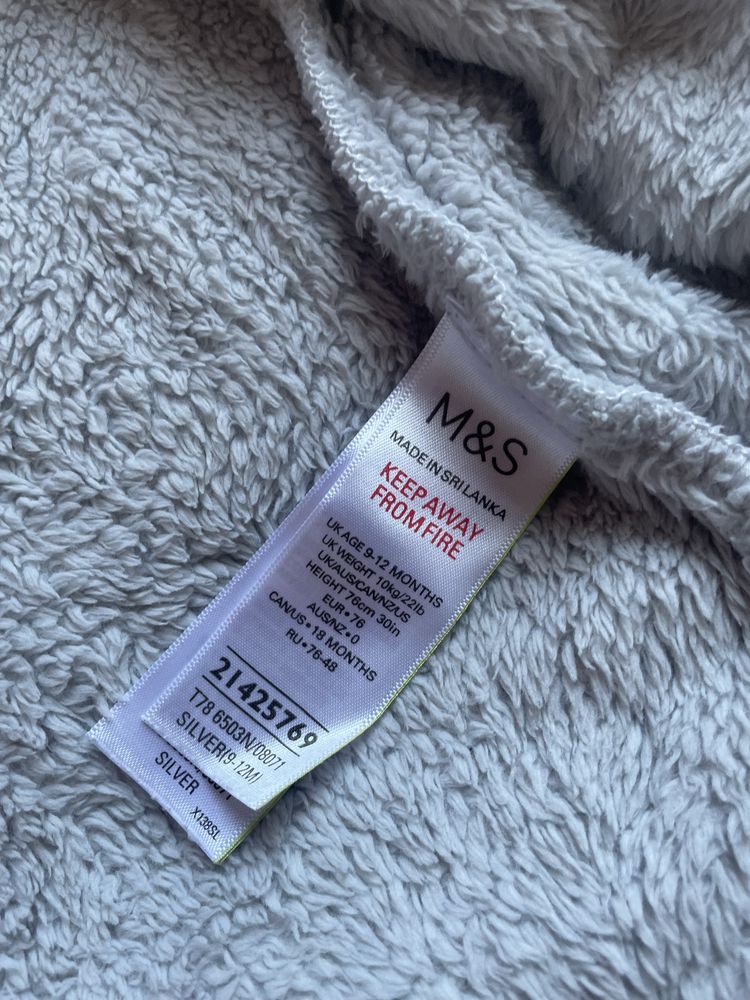 M&S
MADE IN SRI LANKA
KEEP AWAY
FROM FIRE
UK AGE 9-12 MONTHS
UK WEIGHT 10kg/22lb
UK/AUS/CAN/NZ/US
HEIGHT 76cm 30in
EUR•76
AUS/NZ•0
CAN/US•18 MONTHS
RU•76-48
21425769
T78 6503N/08071
SILVER(9-12M)
SILVER
X138SL